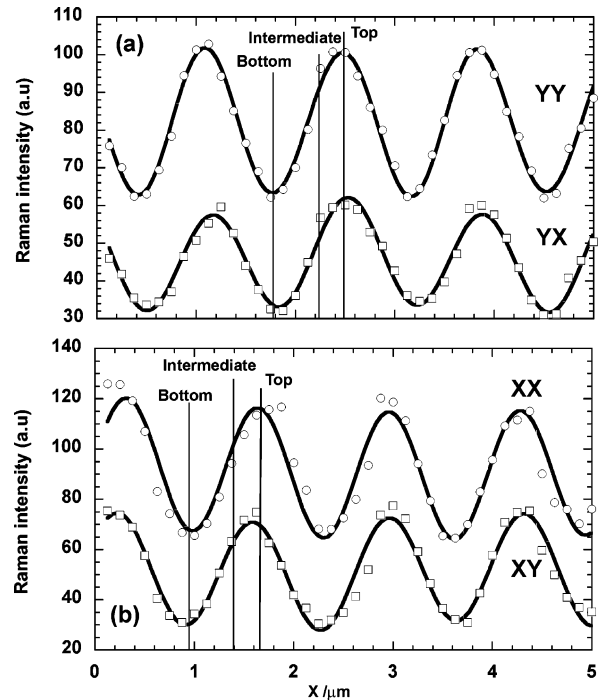 110
100
90
80
70
60
50
40
30
Raman intensity (a.u)
(a)
Bottom
Intermediate
Top
YY
YX
140
120
100
80
60
40
20
Raman intensity (a.u)
(b)
Bottom
Intermediate
Top
XX
XY
0 1 2 3 4 5
X /μm